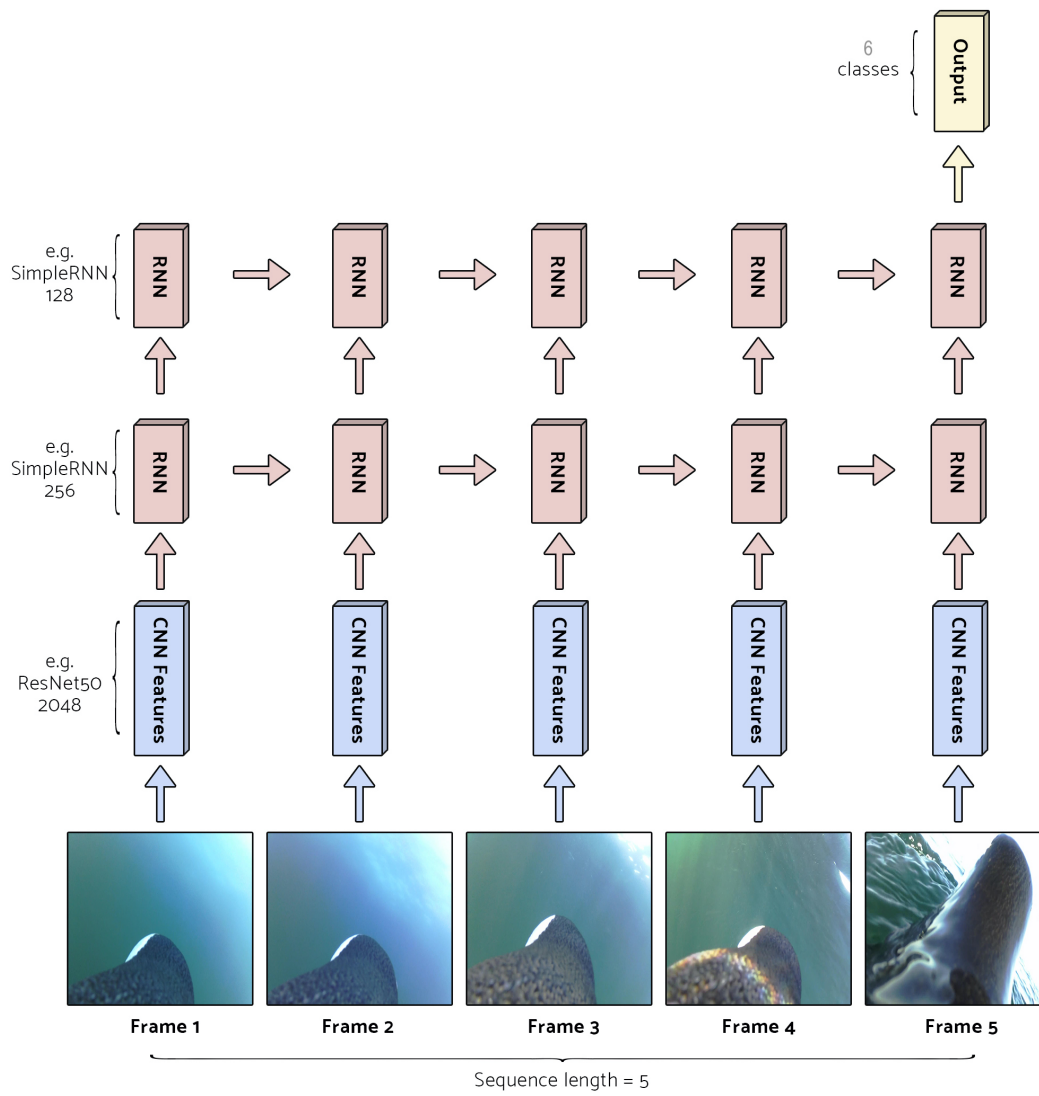 6
classes
Output
e.g.
SimpleRNN
128
RNN
RNN
RNN
RNN
RNN
e.g.
SimpleRNN
256
RNN
RNN
RNN
RNN
RNN
e.g.
ResNet50
2048
CNN Features
CNN Features
CNN Features
CNN Features
CNN Features
Frame 1
Frame 2
Frame 3
Frame 4
Frame 5
Sequence length = 5